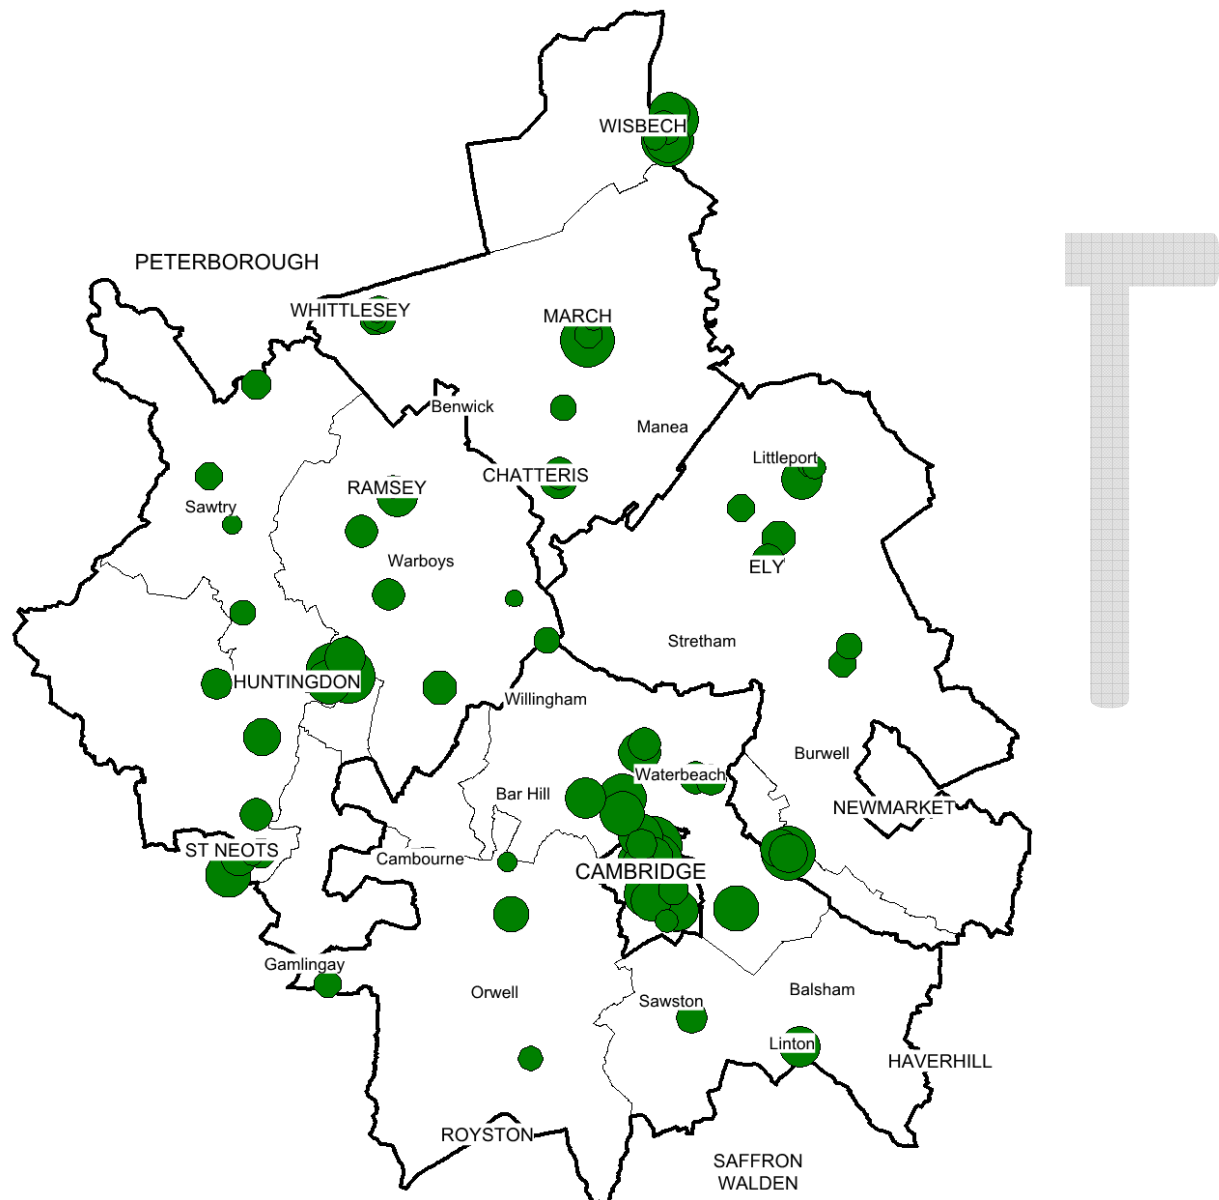 WISBECH
PETERBOROUGH
WHITTLESEY
MARCH
Benwick
Manea
Littleport
CHATTERIS
RAMSEY
Sawtry
Warboys
ELY
Stretham
HUNTINGDON
Willingham
Burwell
Waterbeach
Bar Hill
NEWMARKET
ST NEOTS
Cambourne
CAMBRIDGE
Gamlingay
Orwell
Balsham
Sawston
Linton
HAVERHILL
ROYSTON
SAFFRON
WALDEN